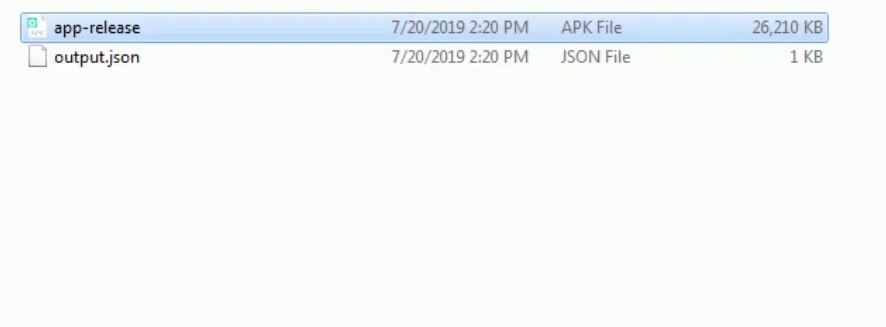 app-release 7/20/2019 2:20 PM APK File 26,210 KB
output.json 7/20/2019 2:20 PM JSON File 1 KB